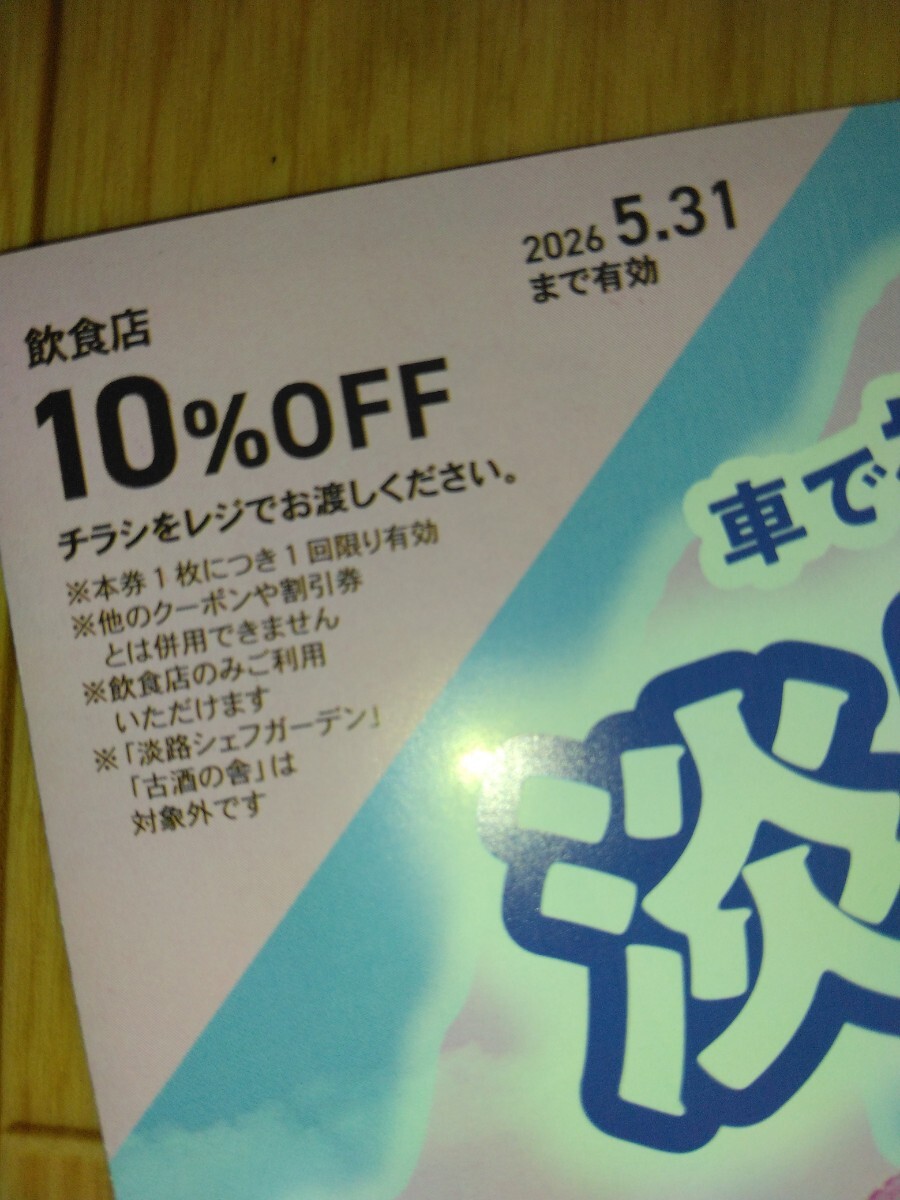 2026 5.31
まで有効
飲食店
10%OFF
チラシをレジでお渡しください。
※本券1枚につき1回限り有効
※他のクーポンや割引券
とは併用できません
※飲食店のみご利用
いただけます
※「淡路シェフガーデン」
「古酒の舎」は
対象外です
車で
淡